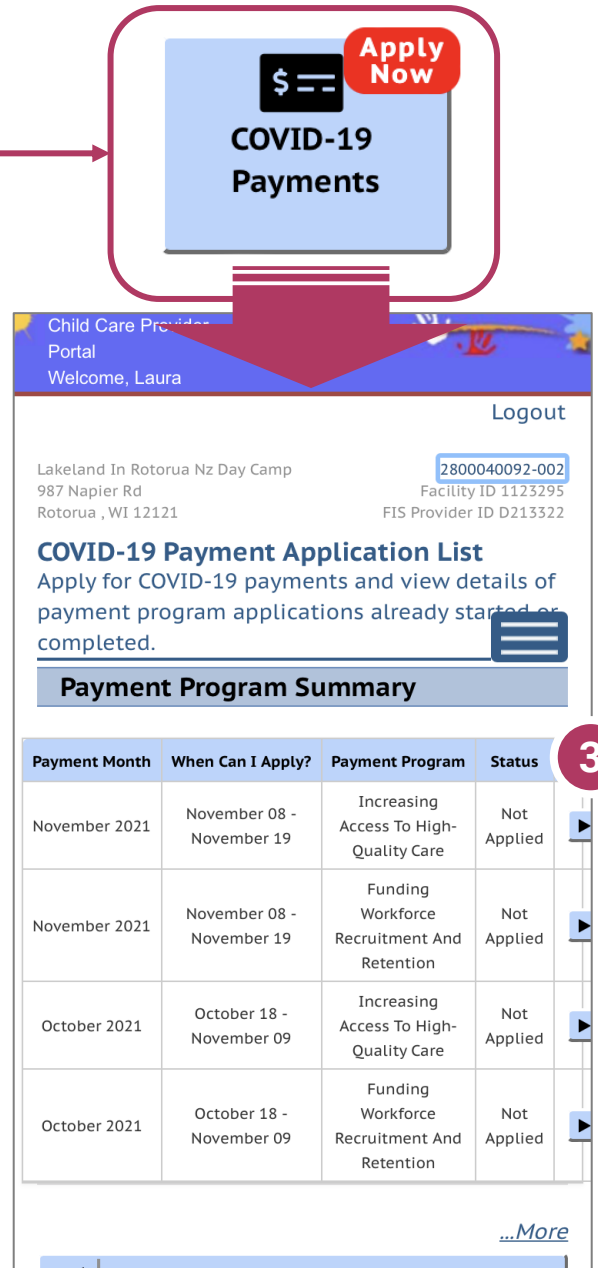 Apply
Now
$
COVID-19
Payments
Child Care Provider
Portal
Welcome, Laura
Logout
Lakeland In Rotorua Nz Day Camp
2800040092-002
987 Napier Rd
Facility ID 1123295
Rotorua , WI 12121
FIS Provider ID D213322
COVID-19 Payment Application List
Apply for COVID-19 payments and view details of
payment program applications already started or
completed.
Payment Program Summary
3
Payment Month When Can I Apply? Payment Program Status
November 2021
November 08 -
November 19
Increasing
Access To High-
Quality Care
Not
Applied
November 2021
November 08 -
November 19
Funding
Workforce
Recruitment And
Retention
Not
Applied
October 2021
October 18 -
November 09
Increasing
Access To High-
Quality Care
Not
Applied
October 2021
October 18 -
November 09
Funding
Workforce
Recruitment And
Retention
Not
Applied
...More